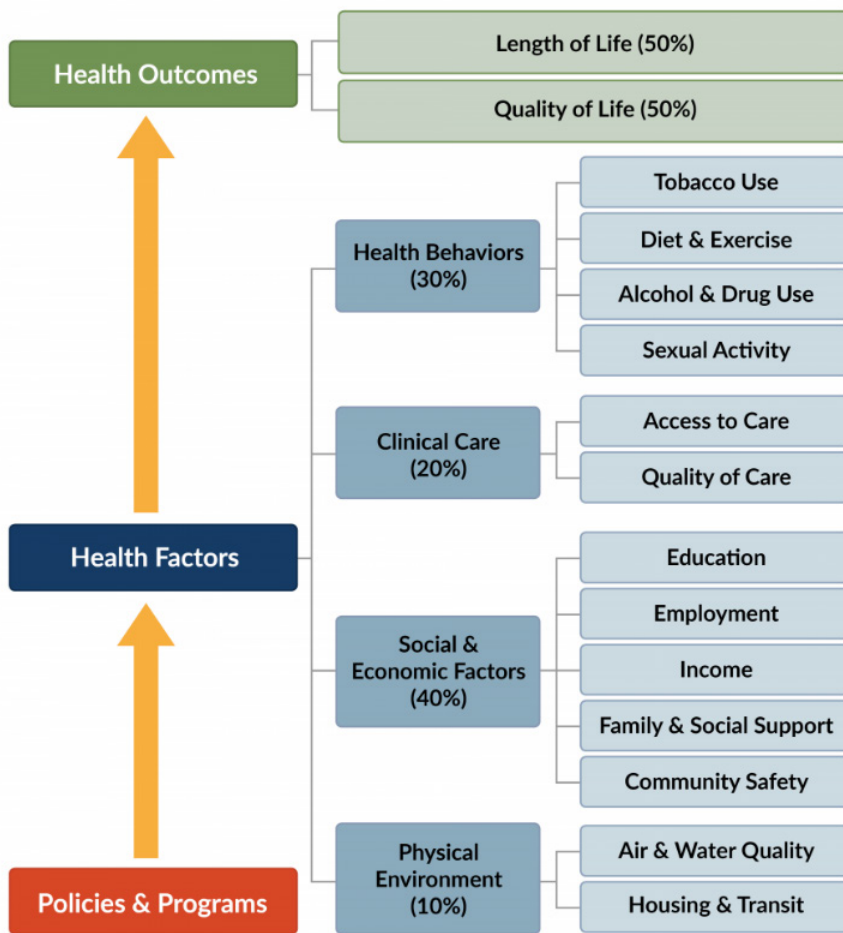 Health Outcomes
Length of Life (50%)
Quality of Life (50%)
Health Factors
Health Behaviors
(30%)
Tobacco Use
Diet & Exercise
Alcohol & Drug Use
Sexual Activity
Clinical Care
(20%)
Access to Care
Quality of Care
Social &
Economic Factors
(40%)
Education
Employment
Income
Family & Social Support
Community Safety
Physical
Environment
(10%)
Air & Water Quality
Housing & Transit
Policies & Programs